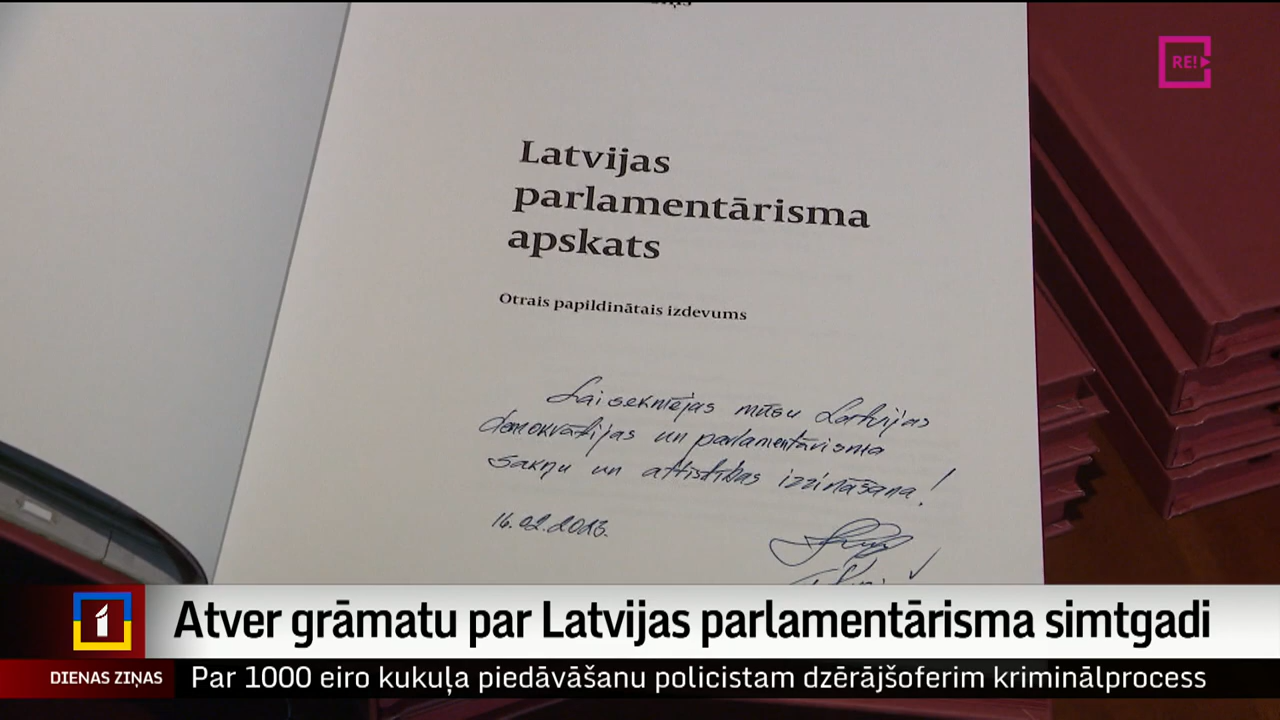 RE!
Latvijas
parlamentārisma
apskats
Otrais papildinātais izdevums
Lai sekmējas mūsu Latvijas
demokrātijas un parlamentārisma
sakņu un attīstības izzināšana!
16.02.2023.
1
Atver grāmatu par Latvijas parlamentārisma simtgadi
DIENAS ZIŅAS
Par 1000 eiro kukuļa piedāvāšanu policistam dzērājšoferim kriminālprocess